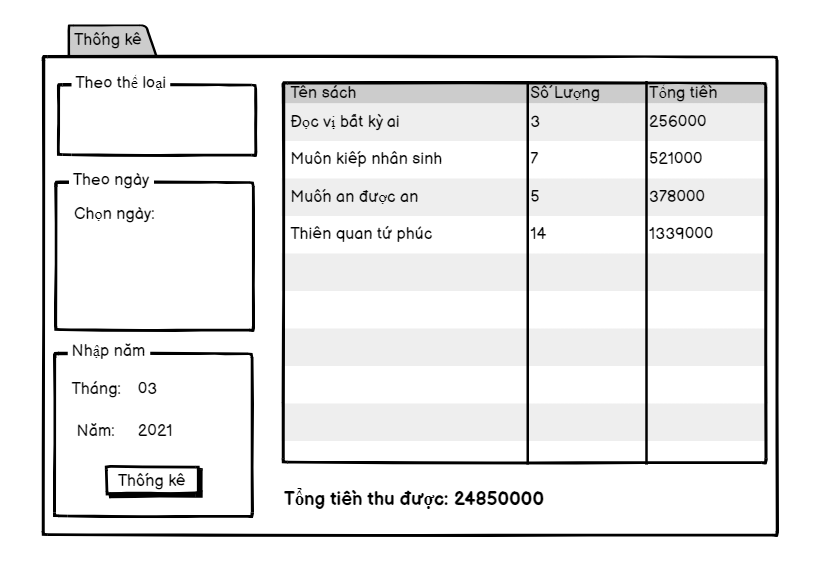 Thống kê
Theo thể loại
Theo ngày
Chọn ngày:
Nhập năm
Tháng: 03
Năm: 2021
Thống kê
Tên sách Số Lượng Tổng tiền
Đọc vị bất kỳ ai 3 256000
Muôn kiếp nhân sinh 7 521000
Muốn an được an 5 378000
Thiên quan tứ phúc 14 1339000
Tổng tiền thu được: 24850000